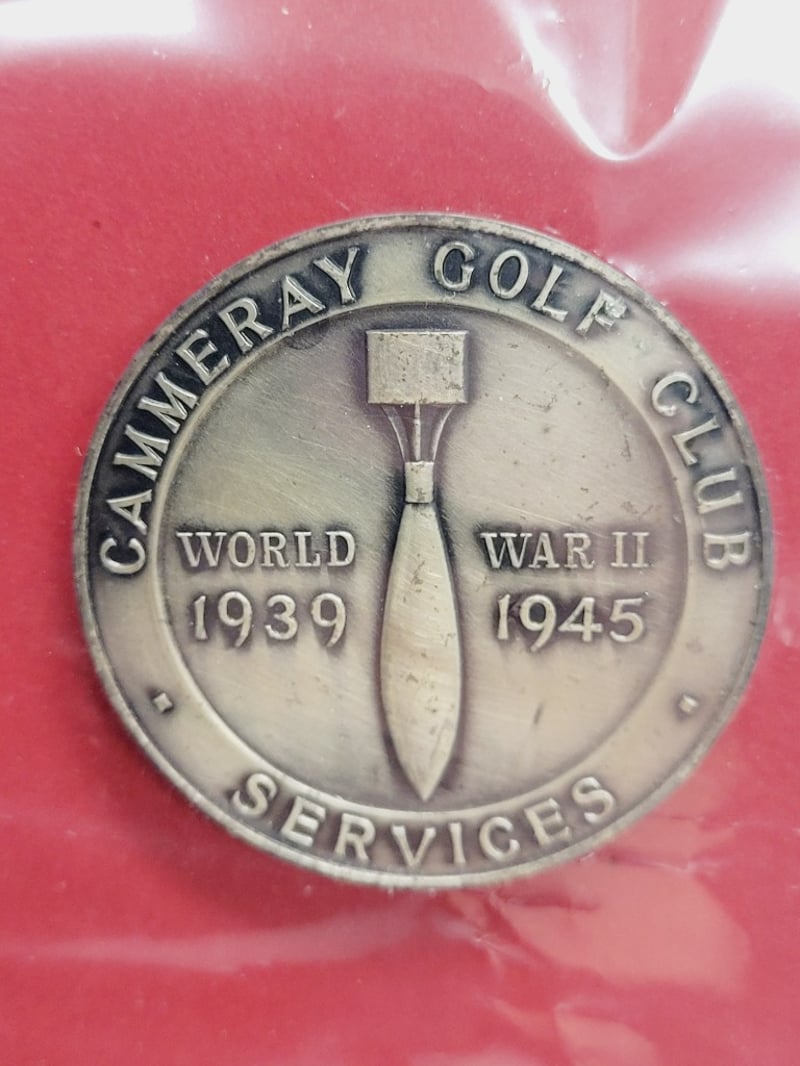 CAMMERAY GOLF CLUB
WORLD WAR II
1939 1945
SERVICES